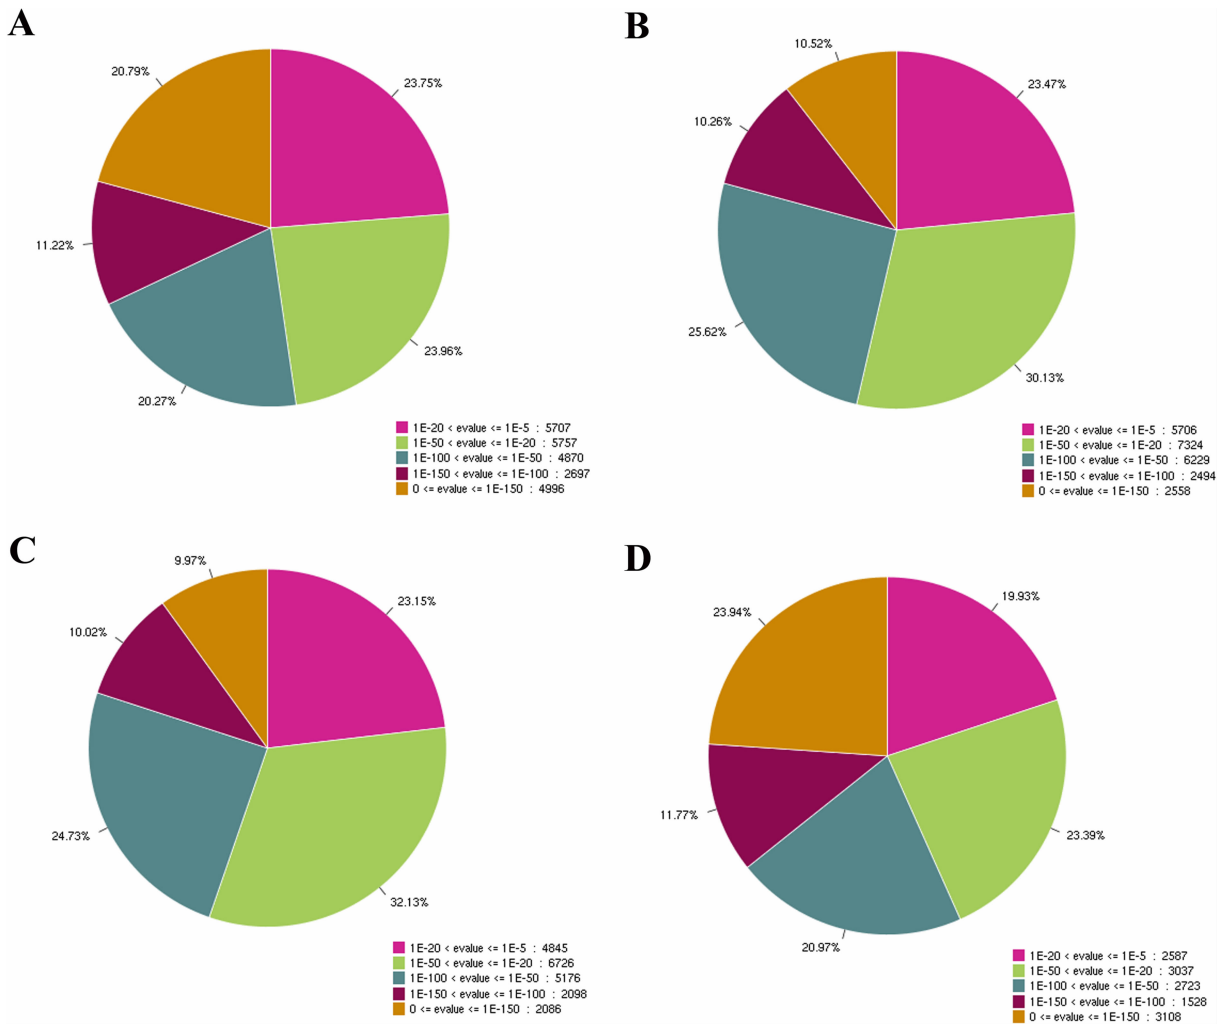 A
20.79%
23.75%
11.22%
23.96%
20.27%
1E-20 < evalue <= 1E-5 : 5707
1E-50 < evalue <= 1E-20 : 5757
1E-100 < evalue <= 1E-50 : 4870
1E-150 < evalue <= 1E-100 : 2697
0 <= evalue <= 1E-150 : 4996
B
10.52%
23.47%
10.26%
25.62%
30.13%
1E-20 < evalue <= 1E-5 : 5706
1E-50 < evalue <= 1E-20 : 7324
1E-100 < evalue <= 1E-50 : 6229
1E-150 < evalue <= 1E-100 : 2494
0 <= evalue <= 1E-150 : 2558
C
9.97%
23.15%
10.02%
24.73%
32.13%
1E-20 < evalue <= 1E-5 : 4845
1E-50 < evalue <= 1E-20 : 6726
1E-100 < evalue <= 1E-50 : 5176
1E-150 < evalue <= 1E-100 : 2098
0 <= evalue <= 1E-150 : 2086
D
19.93%
23.94%
11.77%
23.39%
20.97%
1E-20 < evalue <= 1E-5 : 2587
1E-50 < evalue <= 1E-20 : 3037
1E-100 < evalue <= 1E-50 : 2723
1E-150 < evalue <= 1E-100 : 1528
0 <= evalue <= 1E-150 : 3108